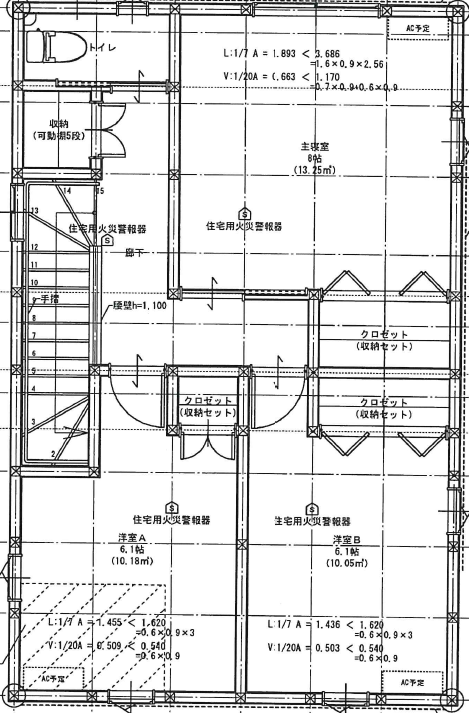 AC予定
トイレ
L:1/7 A = 1.893 < 3.686
=1.6×0.9×2.56
V:1/20A = 0.663 < 1.170
=0.7×0.9+0.6×0.9
収納
(可動棚5段)
主寝室
8帖
(13.25㎡)
14
15
13
住宅用火災警報器
S
S
住宅用火災警報器
廊下
12
11
10
9
手摺
腰壁h=1,100
8
7
6
5
4
3
2
クロゼット
(収納セット)
クロゼット
(収納セット)
クロゼット
(収納セット)
S
住宅用火災警報器
S
住宅用火災警報器
洋室A
6.1帖
(10.18㎡)
洋室B
6.1帖
(10.05㎡)
L:1/7 A = 1.455 < 1.620
=0.6×0.9×3
V:1/20A = 0.509 < 0.540
=0.6×0.9
L:1/7 A = 1.436 < 1.620
=0.6×0.9×3
V:1/20A = 0.503 < 0.540
=0.6×0.9
AC予定
AC予定